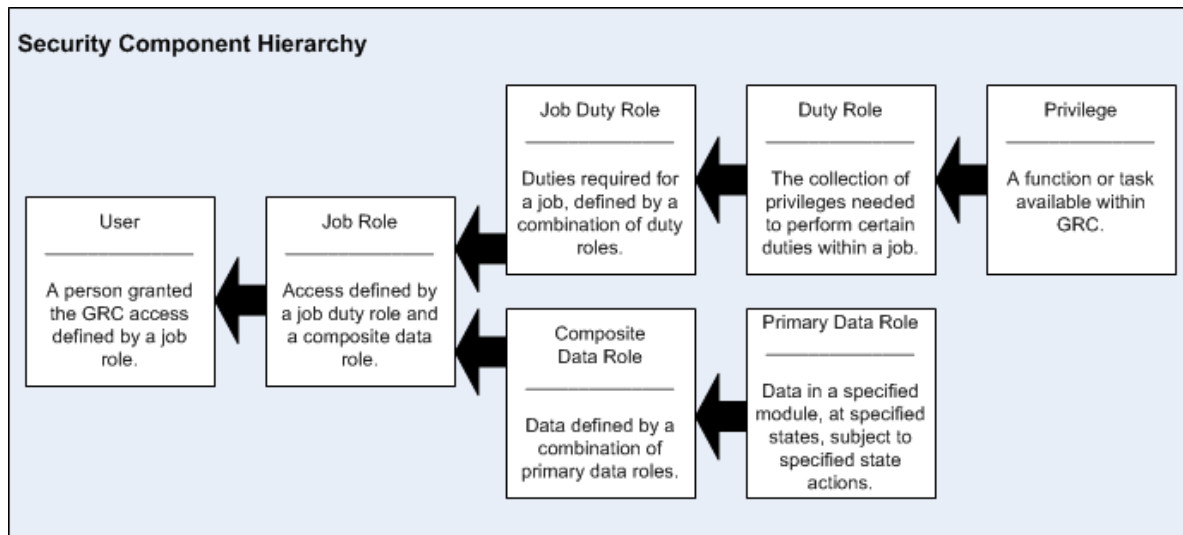 Security Component Hierarchy
Job Duty Role
Duties required for
a job, defined by a
combination of duty
roles.
Duty Role
The collection of
privileges needed
to perform certain
duties within a job.
Privilege
A function or task
available within
GRC.
User
A person granted
the GRC access
defined by a job
role.
Job Role
Access defined by
a job duty role and
a composite data
role.
Composite
Data Role
Data defined by a
combination of
primary data roles.
Primary Data Role
Data in a specified
module, at specified
states, subject to
specified state
actions.